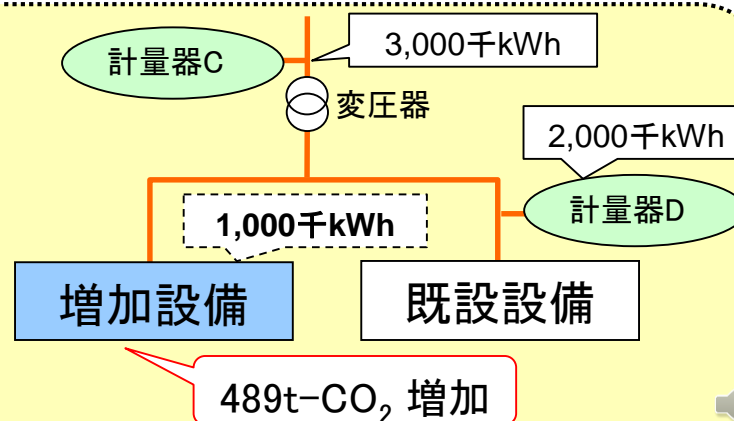 3,000千kWh
計量器C
変圧器
2,000千kWh
計量器D
1,000千kWh
増加設備
既設設備
489t-CO₂ 増加